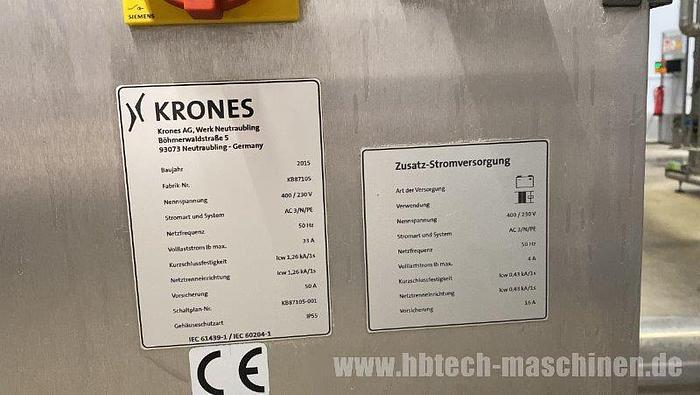 SIEMENS
KRONES
Krones AG, Werk Neutraubling
Böhmerwaldstraße 5
93073 Neutraubling - Germany
Baujahr 2015
Fabrik-Nr. KB87105
Nennspannung 400 / 230 V
Stromart und System AC 3/N/PE
Netzfrequenz 50 Hz
Volllaststrom Ib max. 33 A
Kurzschlussfestigkeit Icw 1,26 kA/1s
Netztrenneinrichtung Icw 1,26 kA/1s
Vorsicherung 50 A
Schaltplan-Nr. KB87105-001
Gehäuseschutzart IP55
IEC 61439-1 / IEC 60204-1
CE
Zusatz-Stromversorgung
Art der Versorgung
Verwendung
Nennspannung 400 / 230 V
Stromart und System AC 3/N/PE
Netzfrequenz 50 Hz
Volllaststrom Ib max. 4 A
Kurzschlussfestigkeit Icw 0,43 kA/1s
Netztrenneinrichtung Icw 0,43 kA/1s
Vorsicherung 16 A
www.hbtech-maschinen.de